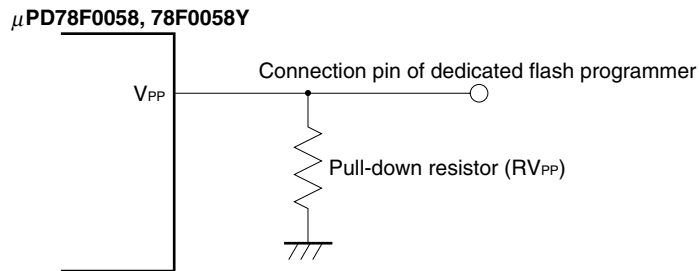 μPD78F0058, 78F0058Y
Connection pin of dedicated flash programmer
VPP
Pull-down resistor (RVPP)